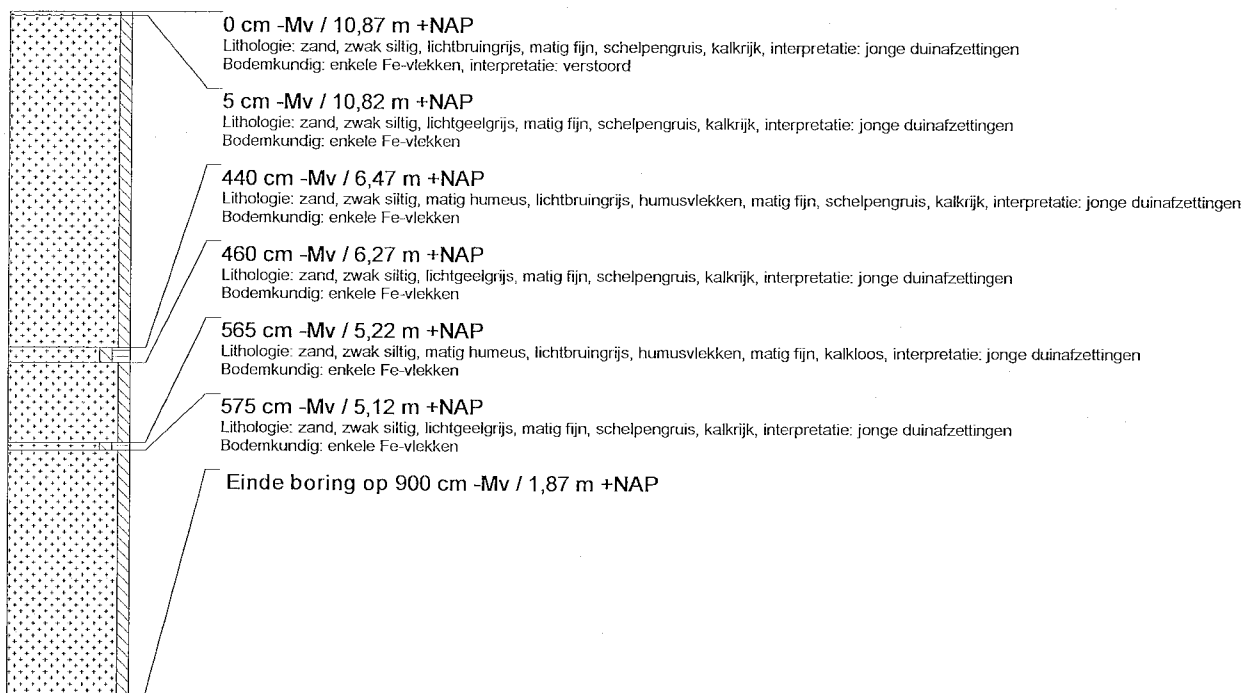 0 cm -Mv / 10,87 m +NAP
Lithologie: zand, zwak siltig, lichtbruingrijs, matig fijn, schelpengruis, kalkrijk, interpretatie: jonge duinafzettingen
Bodemkundig: enkele Fe-vlekken, interpretatie: verstoord
5 cm -Mv / 10,82 m +NAP
Lithologie: zand, zwak siltig, lichtgeelgrijs, matig fijn, schelpengruis, kalkrijk, interpretatie: jonge duinafzettingen
Bodemkundig: enkele Fe-vlekken
440 cm -Mv / 6,47 m +NAP
Lithologie: zand, zwak siltig, matig humeus, lichtbruingrijs, humusvlekken, matig fijn, schelpengruis, kalkrijk, interpretatie: jonge duinafzettingen
Bodemkundig: enkele Fe-vlekken
460 cm -Mv / 6,27 m +NAP
Lithologie: zand, zwak siltig, lichtgeelgrijs, matig fijn, schelpengruis, kalkrijk, interpretatie: jonge duinafzettingen
Bodemkundig: enkele Fe-vlekken
565 cm -Mv / 5,22 m +NAP
Lithologie: zand, zwak siltig, matig humeus, lichtbruingrijs, humusvlekken, matig fijn, kalkloos, interpretatie: jonge duinafzettingen
Bodemkundig: enkele Fe-vlekken
575 cm -Mv / 5,12 m +NAP
Lithologie: zand, zwak siltig, lichtgeelgrijs, matig fijn, schelpengruis, kalkrijk, interpretatie: jonge duinafzettingen
Bodemkundig: enkele Fe-vlekken
Einde boring op 900 cm -Mv / 1,87 m +NAP